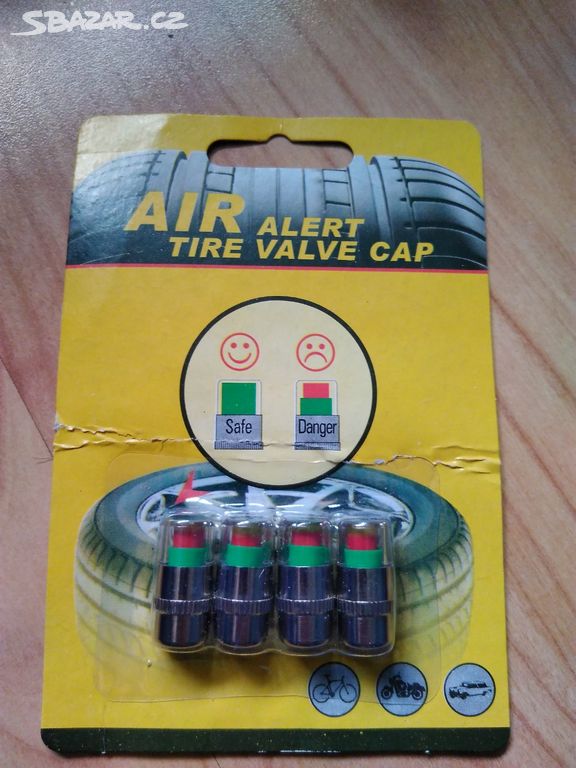 SBAZAR.CZ
AIR ALERT
TIRE VALVE CAP
Safe Danger